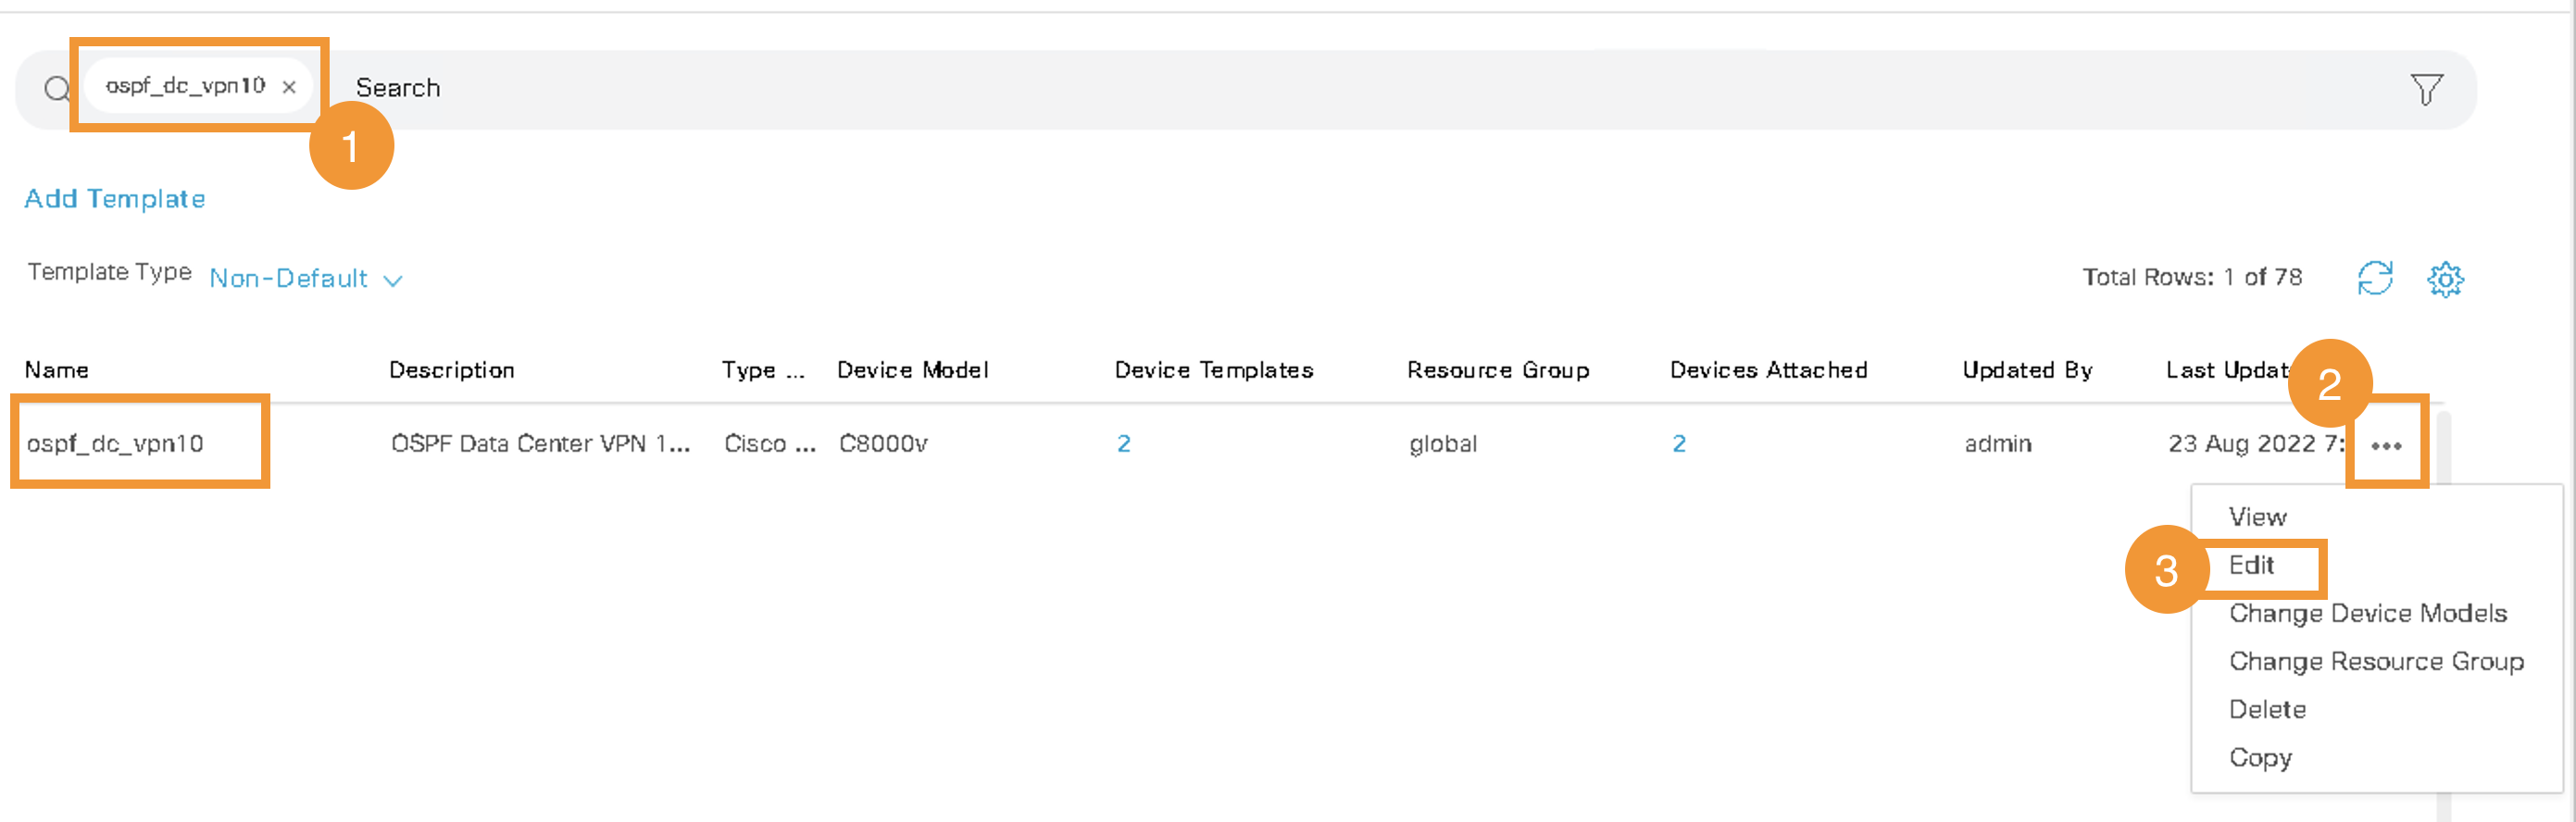 ospf_dc_vpn10 × Search
1
Add Template
Template Type Non-Default
Total Rows: 1 of 78
Name Description Type ... Device Model Device Templates Resource Group Devices Attached Updated By Last Updat
2
ospf_dc_vpn10 OSPF Data Center VPN 1... Cisco ... C8000v 2 global 2 admin 23 Aug 2022 7: •••
View
3 Edit
Change Device Models
Change Resource Group
Delete
Copy